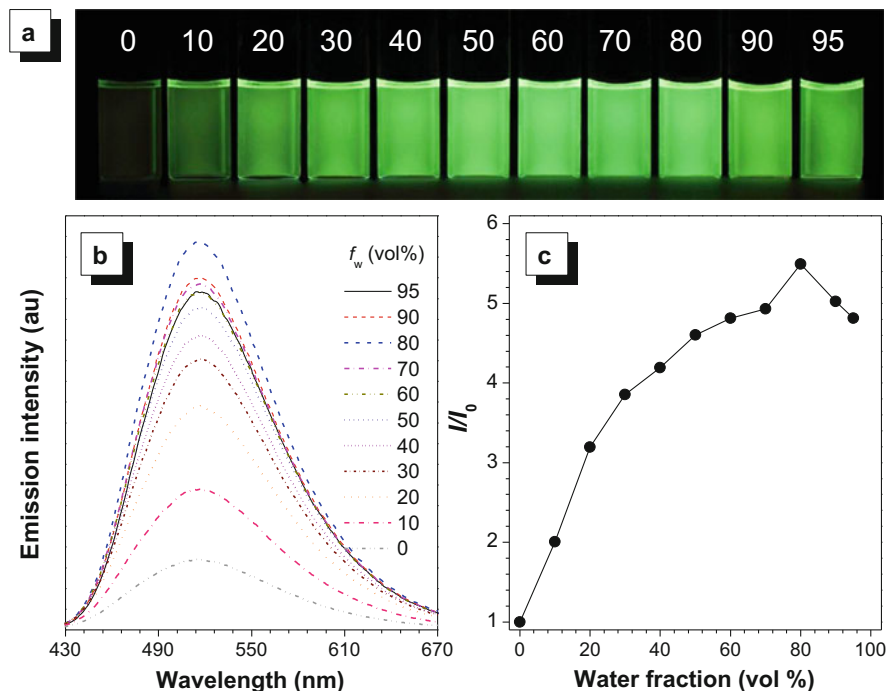 a
0 10 20 30 40 50 60 70 80 90 95
b
f_w (vol%)
95
90
80
70
60
50
40
30
20
10
0
Emission intensity (au)
430 490 550 610 670
Wavelength (nm)
c
6
5
4
3
2
1
I/I_0
0 20 40 60 80 100
Water fraction (vol %)